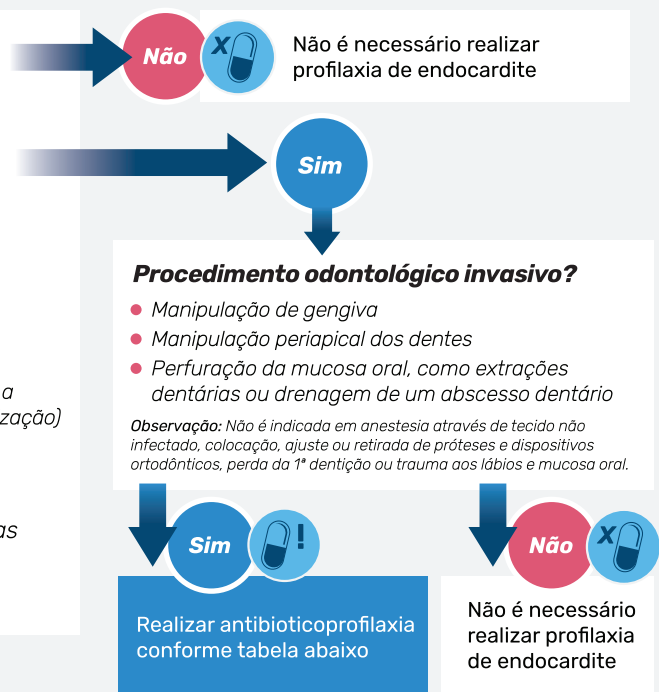 Não
X
Não é necessário realizar
profilaxia de endocardite
Sim
Procedimento odontológico invasivo?
Manipulação de gengiva
Manipulação periapical dos dentes
Perfuração da mucosa oral, como extrações
dentárias ou drenagem de um abscesso dentário
Observação: Não é indicada em anestesia através de tecido não
infectado, colocação, ajuste ou retirada de próteses e dispositivos
ortodônticos, perda da 1ª dentição ou trauma aos lábios e mucosa oral.
a
zação)
as
Sim
!
Realizar antibioticoprofilaxia
conforme tabela abaixo
Não
X
Não é necessário
realizar profilaxia
de endocardite